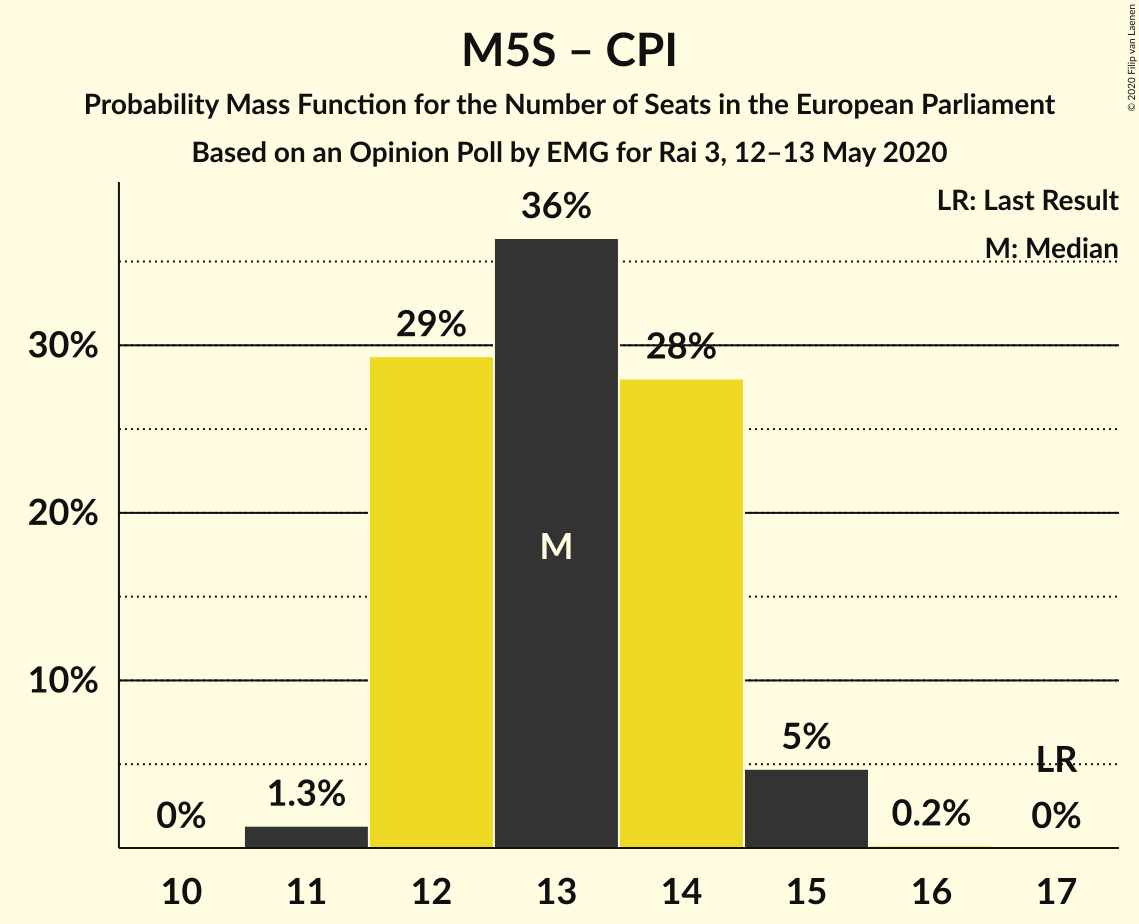 M5S – CPI
Probability Mass Function for the Number of Seats in the European Parliament
Based on an Opinion Poll by EMG for Rai 3, 12–13 May 2020
© 2020 Filip van Laenen
LR: Last Result
M: Median
36%
29%
28%
30%
20%
M
10%
5%
LR
1.3%
0%
0.2%
0%
10 11 12 13 14 15 16 17